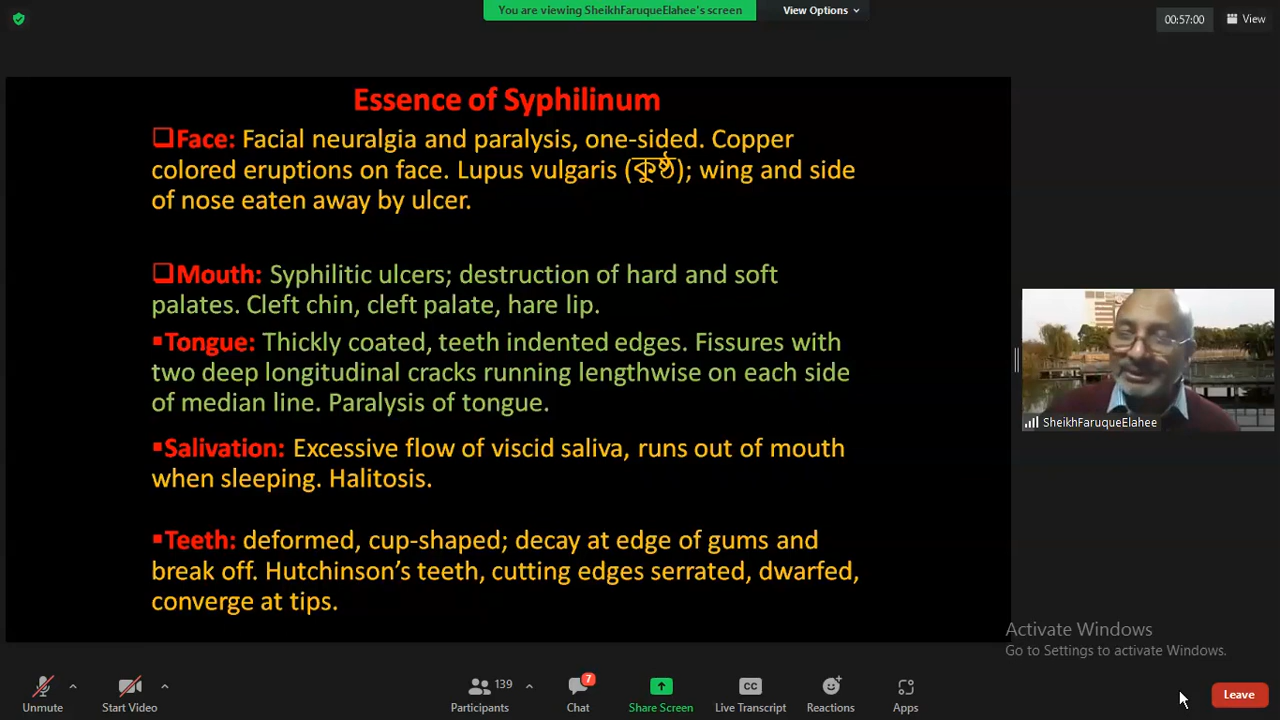 You are viewing SheikhFaruqueElahee's screen
View Options
00:57:00
View
Essence of Syphilinum
Face: Facial neuralgia and paralysis, one-sided. Copper
colored eruptions on face. Lupus vulgaris (কুষ্ঠ); wing and side
of nose eaten away by ulcer.
Mouth: Syphilitic ulcers; destruction of hard and soft
palates. Cleft chin, cleft palate, hare lip.
Tongue: Thickly coated, teeth indented edges. Fissures with
two deep longitudinal cracks running lengthwise on each side
of median line. Paralysis of tongue.
Salivation: Excessive flow of viscid saliva, runs out of mouth
when sleeping. Halitosis.
Teeth: deformed, cup-shaped; decay at edge of gums and
break off. Hutchinson’s teeth, cutting edges serrated, dwarfed,
converge at tips.
SheikhFaruqueElahee
Activate Windows
Go to Settings to activate Windows.
Unmute
Start Video
139
Participants
7
Chat
Share Screen
CC
Live Transcript
Reactions
Apps
Leave